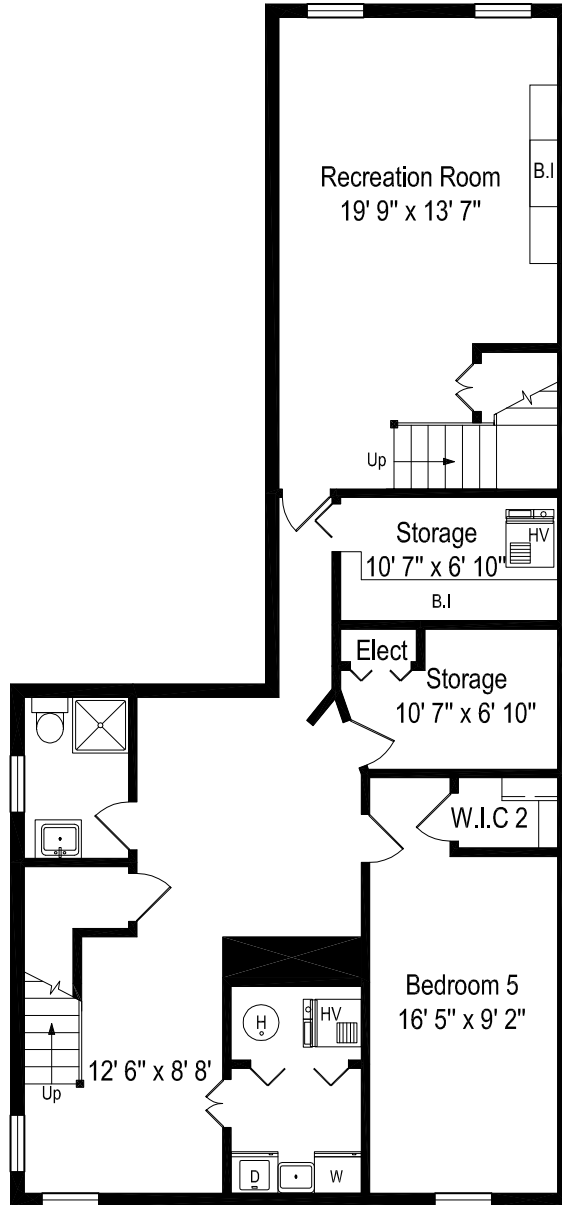 Recreation Room
19' 9" x 13' 7"
B.I
Up
Storage
10' 7" x 6' 10"
HV
B.I
Elect
Storage
10' 7" x 6' 10"
W.I.C 2
Bedroom 5
16' 5" x 9' 2"
H
HV
12' 6" x 8' 8'
Up
D
W